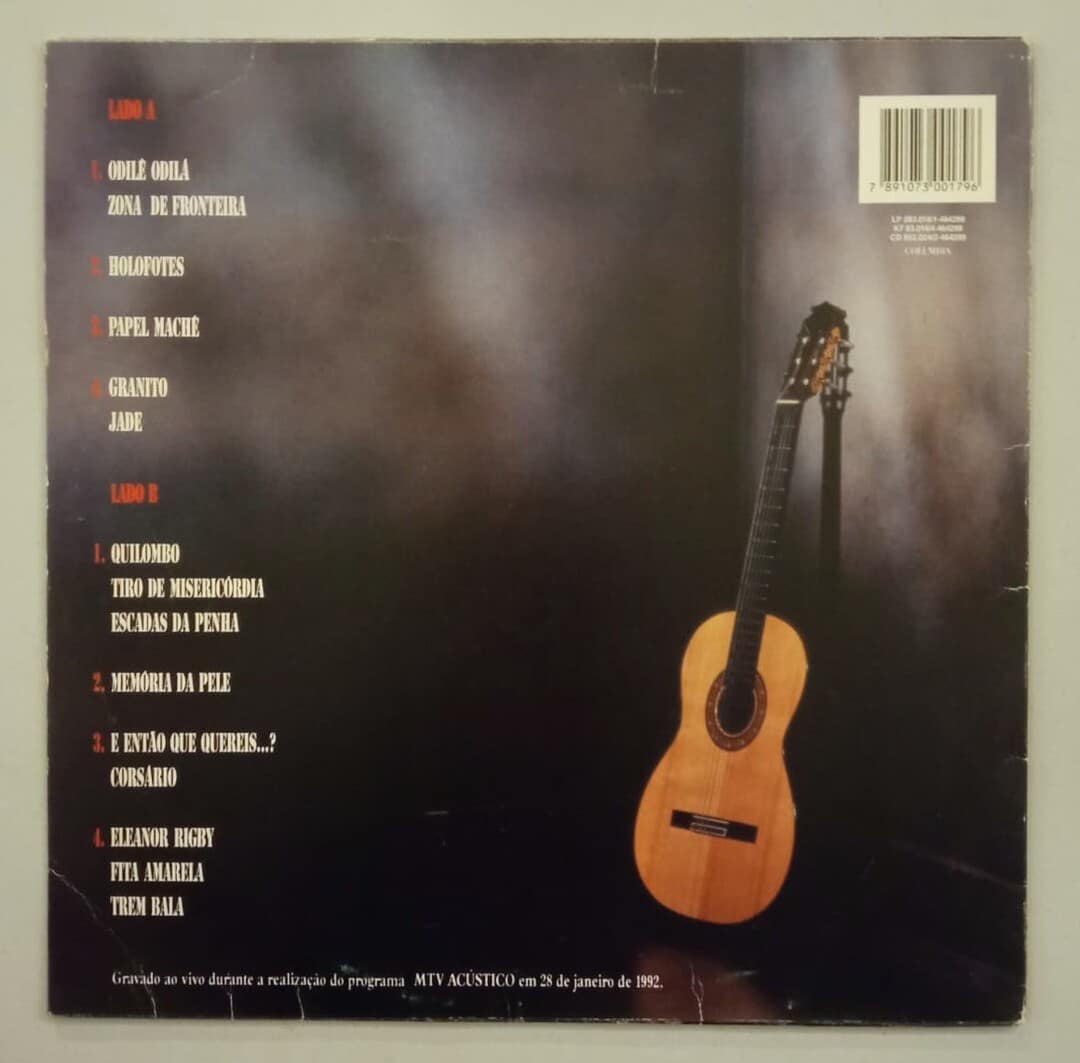 LADO A
1. ODILÊ ODILÁ
ZONA DE FRONTEIRA
2. HOLOFOTES
3. PAPEL MACHÊ
4. GRANITO
JADE
LADO B
1. QUILOMBO
TIRO DE MISERICÓRDIA
ESCADAS DA PENHA
2. MEMÓRIA DA PELE
3. E ENTÃO QUE QUEREIS...?
CORSÁRIO
4. ELEANOR RIGBY
FITA AMARELA
TREM BALA
Gravado ao vivo durante a realização do programa MTV ACÚSTICO em 28 de janeiro de 1992.
7 891073 001796
LP
K7
CD
COLUMBIA